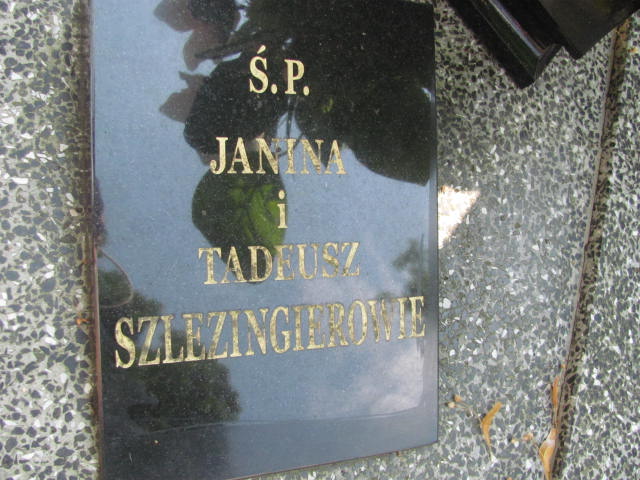 Ś.P.
JANINA
i
TADEUSZ
SZLEZINGIEROWIE